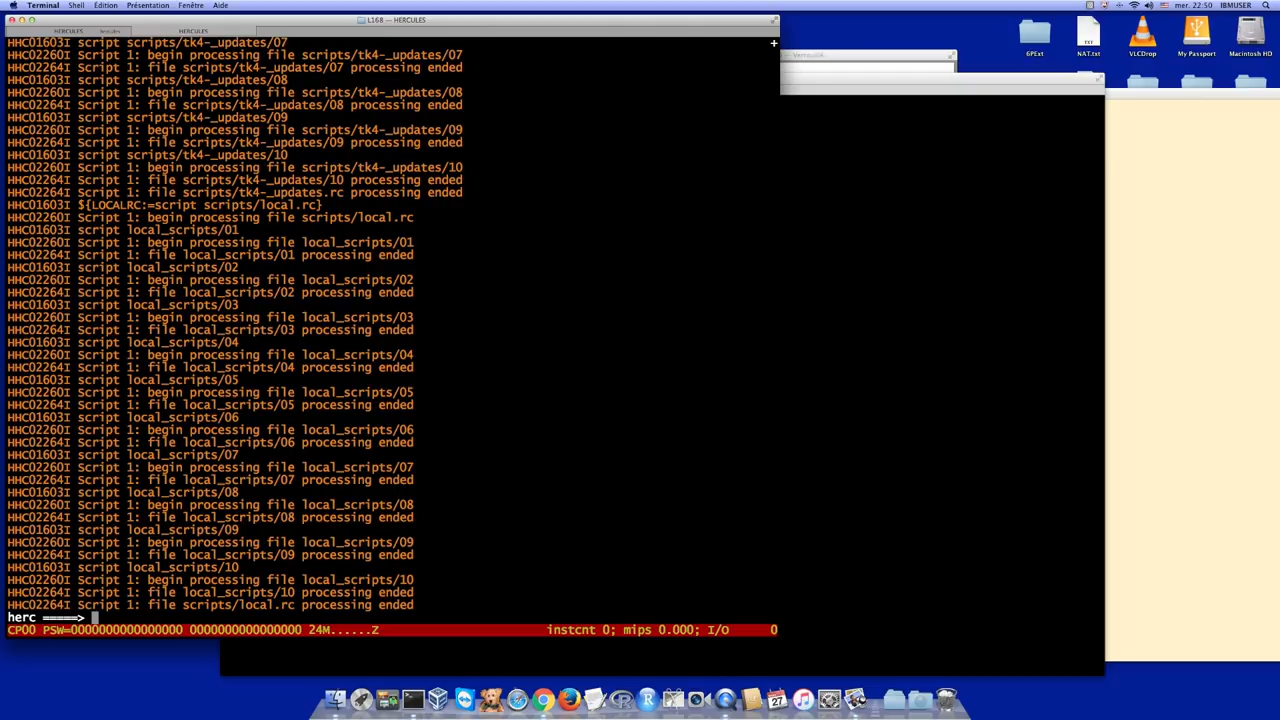 Terminal Shell Édition Présentation Fenêtre Aide
mer. 22:50 IBMUSER
L168 — HERCULES
HERCULES
HERCULES
HHC01603I script scripts/tk4-_updates/07
HHC02260I Script 1: begin processing file scripts/tk4-_updates/07
HHC02264I Script 1: file scripts/tk4-_updates/07 processing ended
HHC01603I script scripts/tk4-_updates/08
HHC02260I Script 1: begin processing file scripts/tk4-_updates/08
HHC02264I Script 1: file scripts/tk4-_updates/08 processing ended
HHC01603I script scripts/tk4-_updates/09
HHC02260I Script 1: begin processing file scripts/tk4-_updates/09
HHC02264I Script 1: file scripts/tk4-_updates/09 processing ended
HHC01603I script scripts/tk4-_updates/10
HHC02260I Script 1: begin processing file scripts/tk4-_updates/10
HHC02264I Script 1: file scripts/tk4-_updates/10 processing ended
HHC02264I Script 1: file scripts/tk4-_updates.rc processing ended
HHC01603I ${LOCALRC:=script scripts/local.rc}
HHC02260I Script 1: begin processing file scripts/local.rc
HHC01603I script local_scripts/01
HHC02260I Script 1: begin processing file local_scripts/01
HHC02264I Script 1: file local_scripts/01 processing ended
HHC01603I script local_scripts/02
HHC02260I Script 1: begin processing file local_scripts/02
HHC02264I Script 1: file local_scripts/02 processing ended
HHC01603I script local_scripts/03
HHC02260I Script 1: begin processing file local_scripts/03
HHC02264I Script 1: file local_scripts/03 processing ended
HHC01603I script local_scripts/04
HHC02260I Script 1: begin processing file local_scripts/04
HHC02264I Script 1: file local_scripts/04 processing ended
HHC01603I script local_scripts/05
HHC02260I Script 1: begin processing file local_scripts/05
HHC02264I Script 1: file local_scripts/05 processing ended
HHC01603I script local_scripts/06
HHC02260I Script 1: begin processing file local_scripts/06
HHC02264I Script 1: file local_scripts/06 processing ended
HHC01603I script local_scripts/07
HHC02260I Script 1: begin processing file local_scripts/07
HHC02264I Script 1: file local_scripts/07 processing ended
HHC01603I script local_scripts/08
HHC02260I Script 1: begin processing file local_scripts/08
HHC02264I Script 1: file local_scripts/08 processing ended
HHC01603I script local_scripts/09
HHC02260I Script 1: begin processing file local_scripts/09
HHC02264I Script 1: file local_scripts/09 processing ended
HHC01603I script local_scripts/10
HHC02260I Script 1: begin processing file local_scripts/10
HHC02264I Script 1: file local_scripts/10 processing ended
HHC02264I Script 1: file scripts/local.rc processing ended
herc =====>
CP00 PSW=0000000000000000 0000000000000000 24M......Z instcnt 0; mips 0.000; I/O 0
6PExt
NAT.txt
VLCDrop
My Passport
Macintosh HD
TXT
27